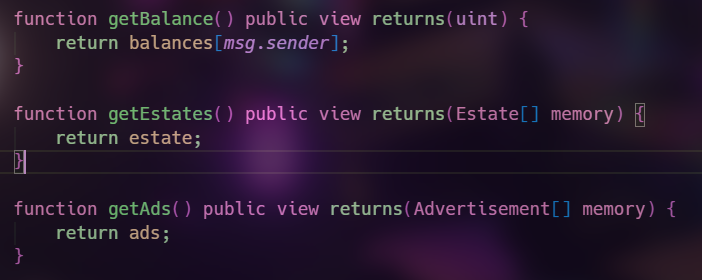 function getBalance() public view returns(uint) {
    return balances[msg.sender];
}

function getEstates() public view returns(Estate[] memory) {
    return estate;
}

function getAds() public view returns(Advertisement[] memory) {
    return ads;
}